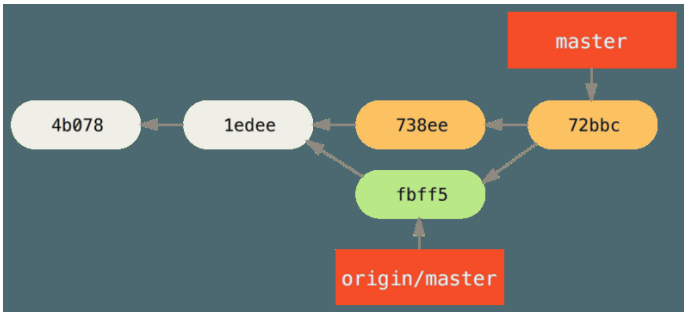 master
4b078
1edee
738ee
72bbc
fbff5
origin/master